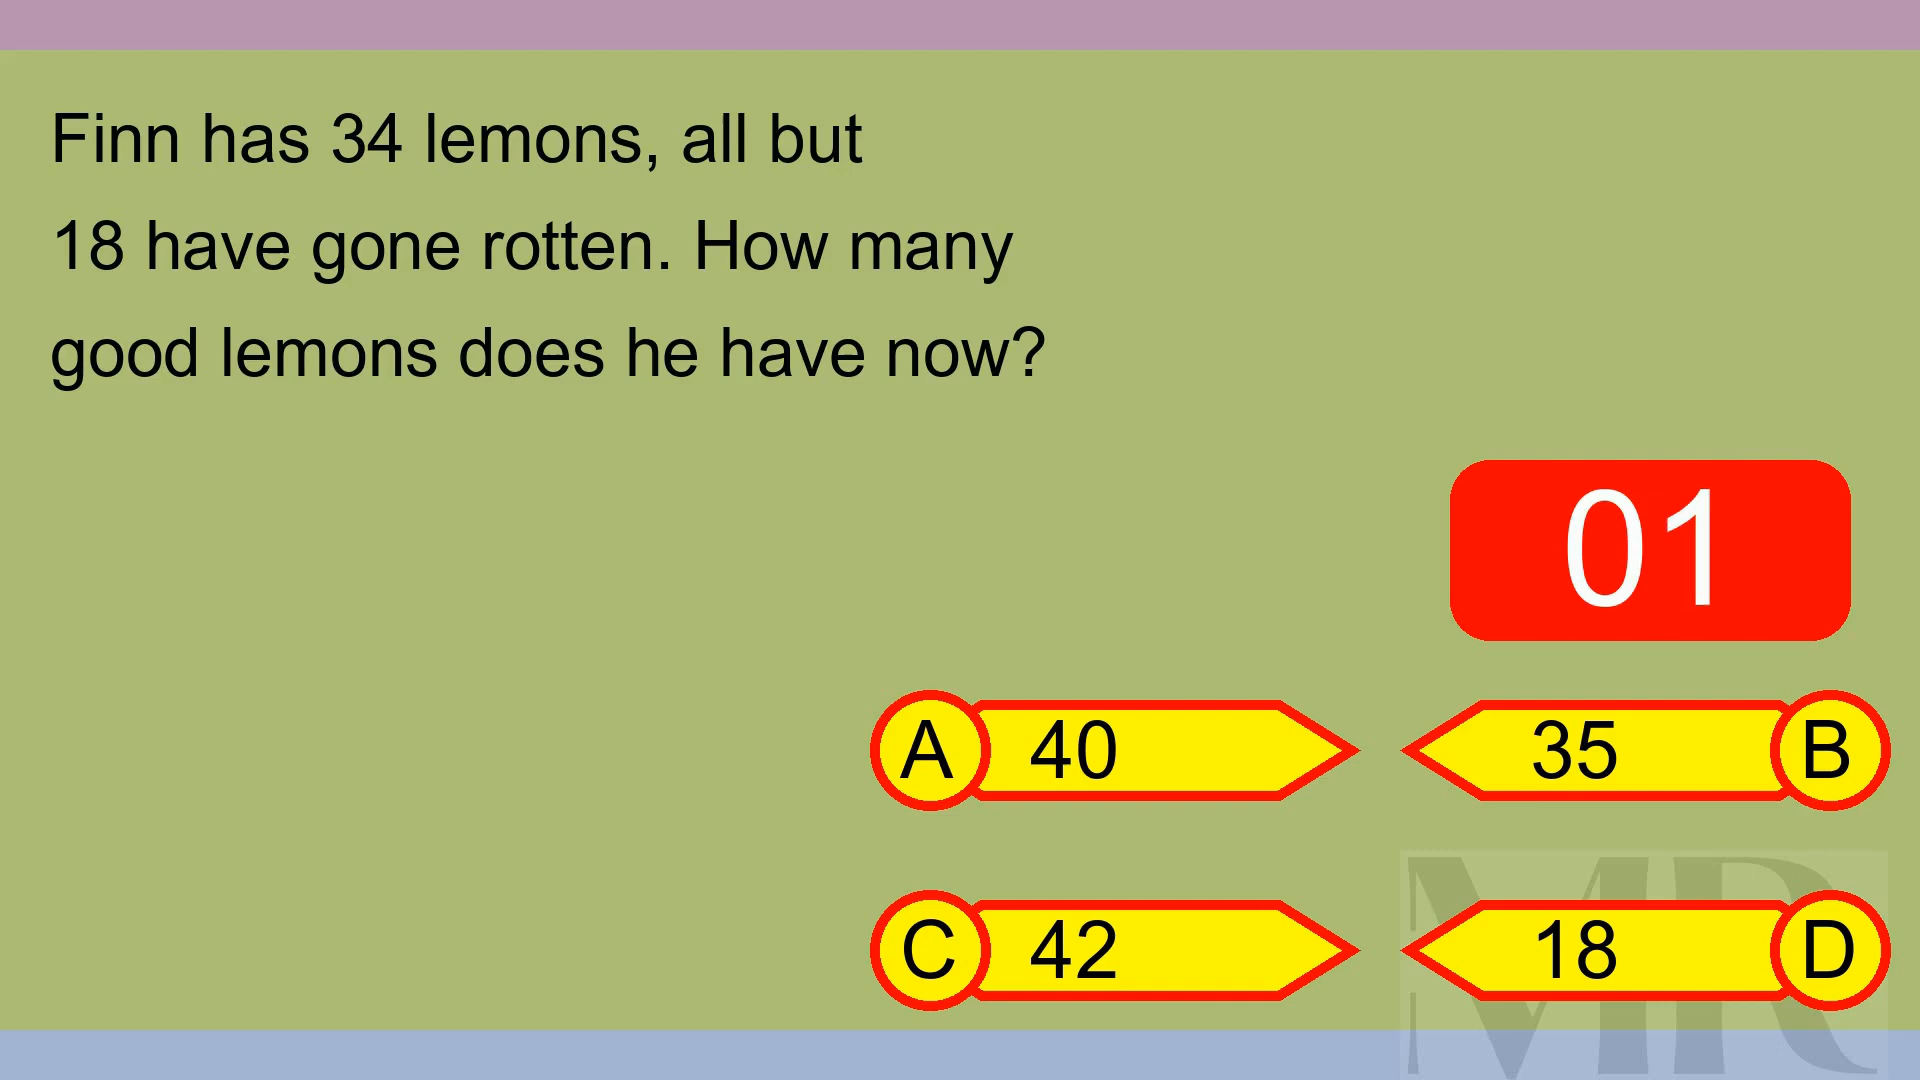 Finn has 34 lemons, all but
18 have gone rotten. How many
good lemons does he have now?
01
A 40
35 B
C 42
18 D
MR